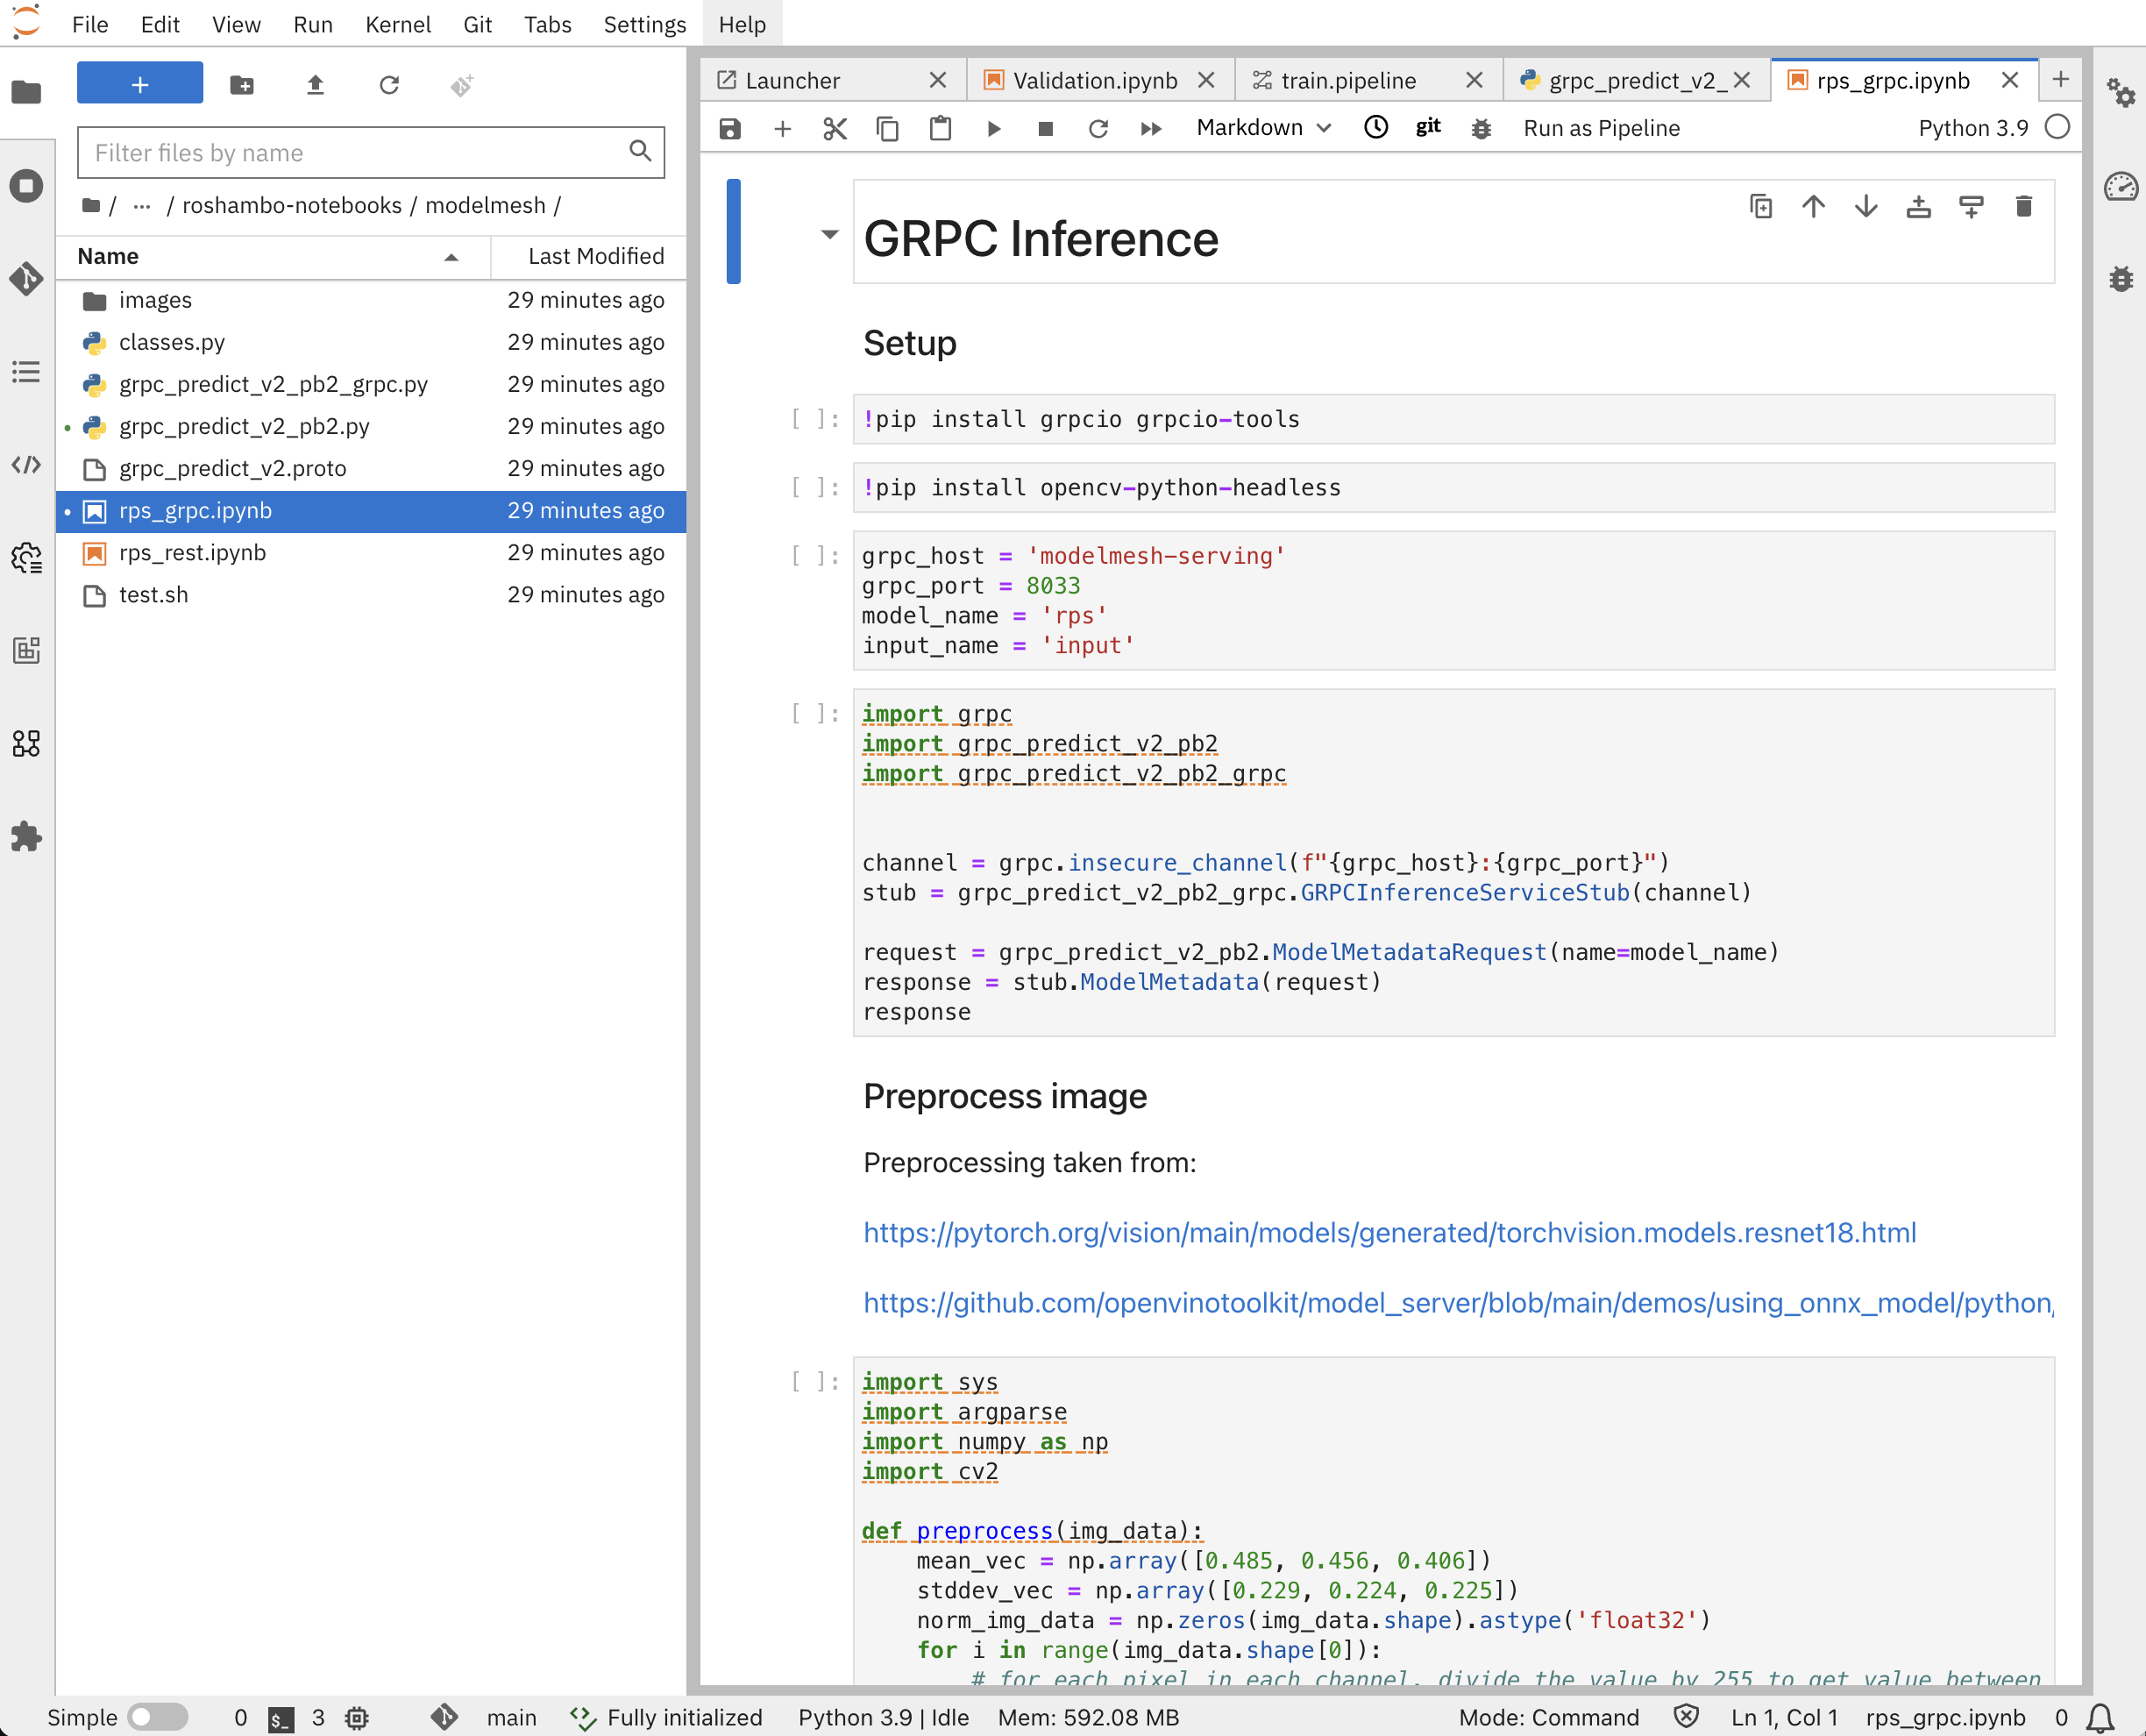 File Edit View Run Kernel Git Tabs Settings Help
+
Filter files by name
/ ··· / roshambo-notebooks / modelmesh /
Name Last Modified
images 29 minutes ago
classes.py 29 minutes ago
grpc_predict_v2_pb2_grpc.py 29 minutes ago
grpc_predict_v2_pb2.py 29 minutes ago
grpc_predict_v2.proto 29 minutes ago
rps_grpc.ipynb 29 minutes ago
rps_rest.ipynb 29 minutes ago
test.sh 29 minutes ago
Launcher Validation.ipynb train.pipeline grpc_predict_v2_ rps_grpc.ipynb
Markdown git Run as Pipeline Python 3.9
GRPC Inference
Setup
[ ]: !pip install grpcio grpcio-tools
[ ]: !pip install opencv-python-headless
[ ]: grpc_host = 'modelmesh-serving'
grpc_port = 8033
model_name = 'rps'
input_name = 'input'
[ ]: import grpc
import grpc_predict_v2_pb2
import grpc_predict_v2_pb2_grpc
channel = grpc.insecure_channel(f"{grpc_host}:{grpc_port}")
stub = grpc_predict_v2_pb2_grpc.GRPCInferenceServiceStub(channel)
request = grpc_predict_v2_pb2.ModelMetadataRequest(name=model_name)
response = stub.ModelMetadata(request)
response
Preprocess image
Preprocessing taken from:
https://pytorch.org/vision/main/models/generated/torchvision.models.resnet18.html
https://github.com/openvinotoolkit/model_server/blob/main/demos/using_onnx_model/python/
[ ]: import sys
import argparse
import numpy as np
import cv2
def preprocess(img_data):
    mean_vec = np.array([0.485, 0.456, 0.406])
    stddev_vec = np.array([0.229, 0.224, 0.225])
    norm_img_data = np.zeros(img_data.shape).astype('float32')
    for i in range(img_data.shape[0]):
        # for each pixel in each channel, divide the value by 255 to get value between
Simple 0 $_ 3 main Fully initialized Python 3.9 | Idle Mem: 592.08 MB Mode: Command Ln 1, Col 1 rps_grpc.ipynb 0